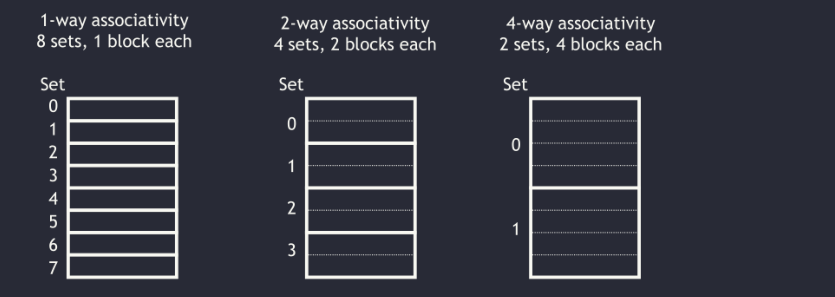 1-way associativity
8 sets, 1 block each
Set
0
1
2
3
4
5
6
7
2-way associativity
4 sets, 2 blocks each
Set
0
1
2
3
4-way associativity
2 sets, 4 blocks each
Set
0
1